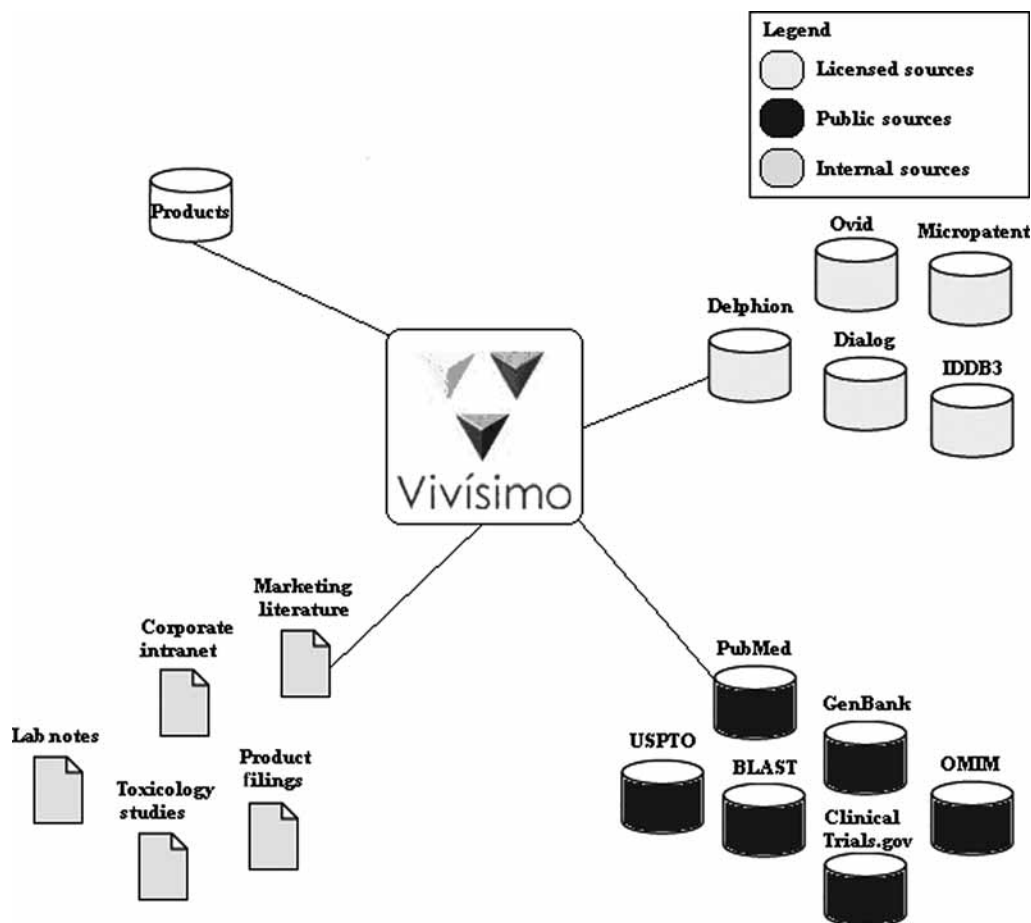 Legend
Licensed sources
Public sources
Internal sources
Products
Ovid
Micropatent
Delphion
Dialog
IDDB3
Vivísimo
Marketing
literature
Corporate
intranet
Lab notes
Product
filings
Toxicology
studies
PubMed
GenBank
USPTO
BLAST
OMIM
Clinical
Trials.gov